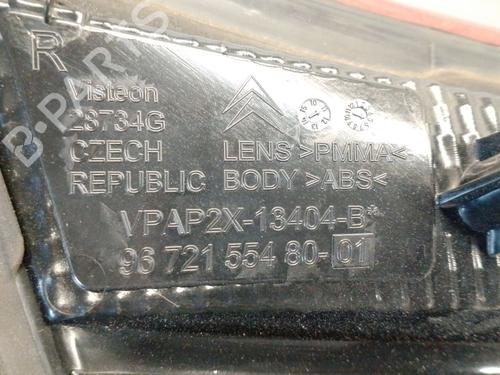 R
Visteon
28734G
CZECH LENS >PMMA<
REPUBLIC BODY >ABS<
VPAP2X-13404-B*
96 721 554 80-01
B-PARTS